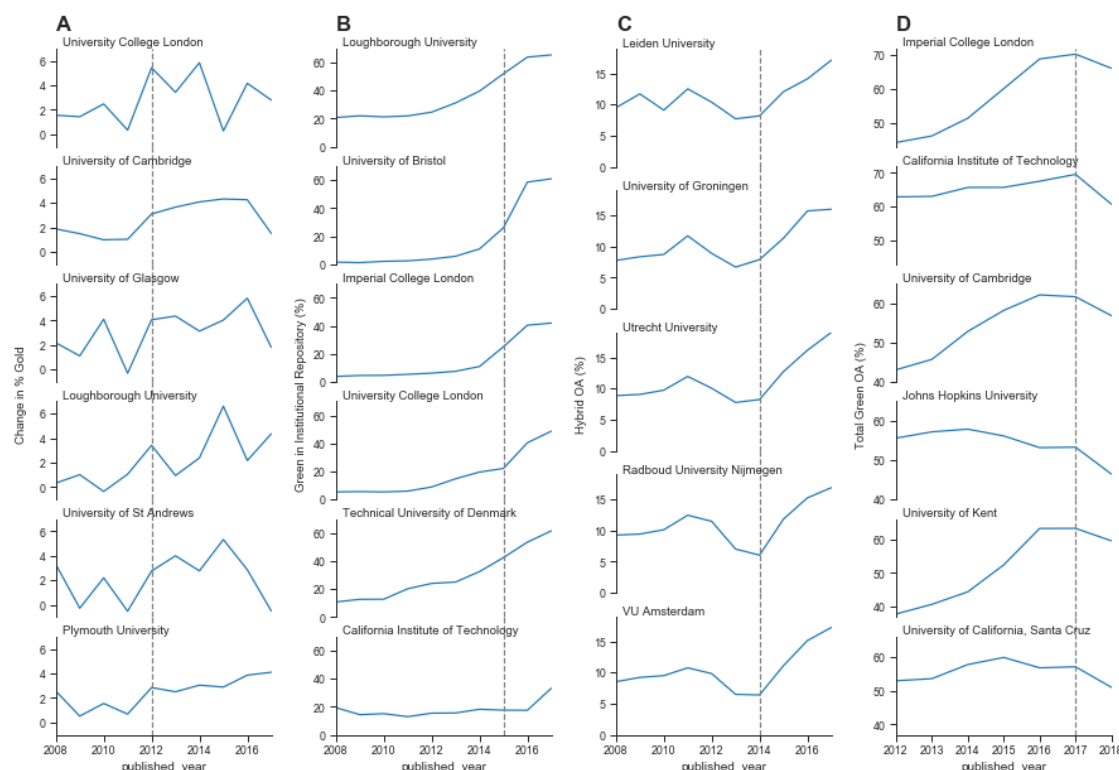 A
B
C
D
University College London
Loughborough University
Leiden University
Imperial College London
6
4
2
0
60
40
20
0
15
10
5
0
70
60
50
University of Cambridge
University of Bristol
University of Groningen
California Institute of Technology
6
4
2
0
60
40
20
0
15
10
5
0
70
60
50
University of Glasgow
Imperial College London
Utrecht University
University of Cambridge
6
4
2
0
60
40
20
0
15
10
5
0
60
50
40
Loughborough University
University College London
Radboud University Nijmegen
Johns Hopkins University
6
4
2
0
60
40
20
0
15
10
5
0
60
50
40
University of St Andrews
Technical University of Denmark
VU Amsterdam
University of Kent
6
4
2
0
60
40
20
0
15
10
5
0
60
50
40
Plymouth University
California Institute of Technology
University of California, Santa Cruz
6
4
2
0
60
40
20
0
60
50
40
Change in % Gold
Green in Institutional Repository (%)
Hybrid OA (%)
Total Green OA (%)
2008 2010 2012 2014 2016
2008 2010 2012 2014 2016
2008 2010 2012 2014 2016
2012 2013 2014 2015 2016 2017 2018
published_year
published_year
published_year
published_year